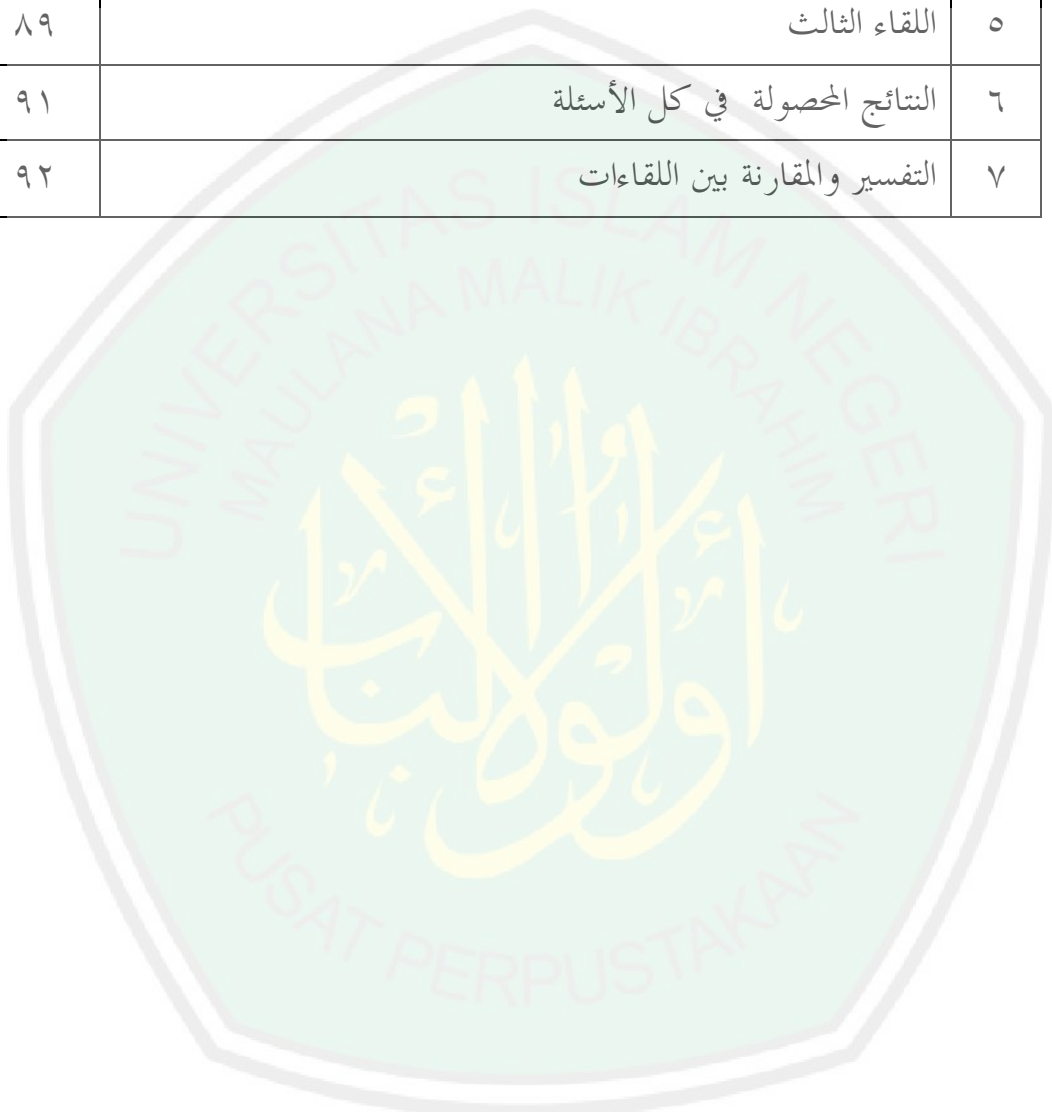 ٥ اللقاء الثالث ٨٩
٦ النتائج المحصولة في كل الأسئلة ٩١
٧ التفسير والمقارنة بين اللقاءات ٩٢
UNIVERSITAS ISLAM NEGERI
MAULANA MALIK IBRAHIM
أولوا الألباب
PUSAT PERPUSTAKAAN